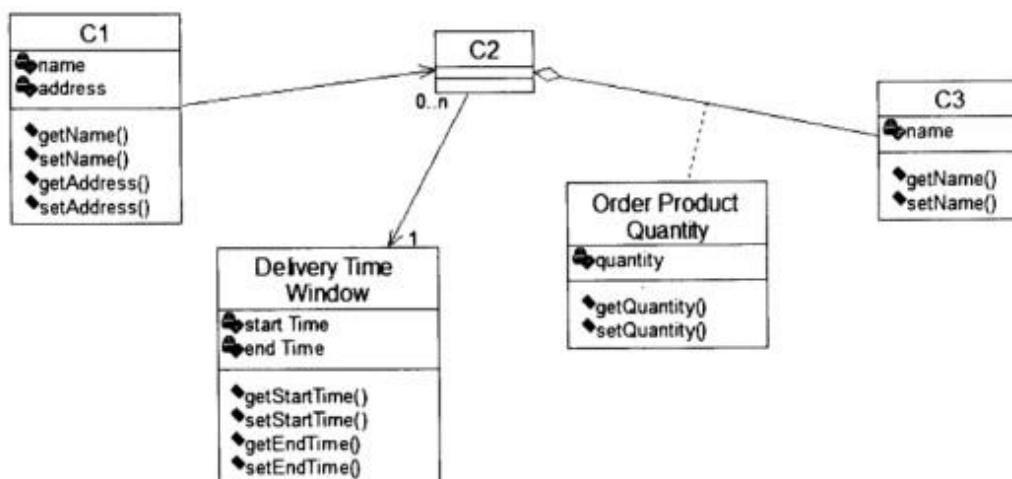 C1
name
address
getName()
setName()
getAddress()
setAddress()
C2
0..n
C3
name
getName()
setName()
Order Product
Quantity
quantity
getQuantity()
setQuantity()
1
Delivery Time
Window
start Time
end Time
getStartTime()
setStartTime()
getEndTime()
setEndTime()